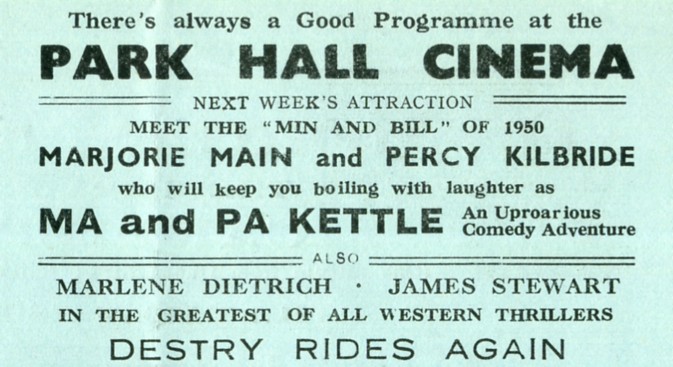 There's always a Good Programme at the
PARK HALL CINEMA
NEXT WEEK'S ATTRACTION
MEET THE "MIN AND BILL" OF 1950
MARJORIE MAIN and PERCY KILBRIDE
who will keep you boiling with laughter as
MA and PA KETTLE An Uproarious
Comedy Adventure
ALSO
MARLENE DIETRICH · JAMES STEWART
IN THE GREATEST OF ALL WESTERN THRILLERS
DESTRY RIDES AGAIN